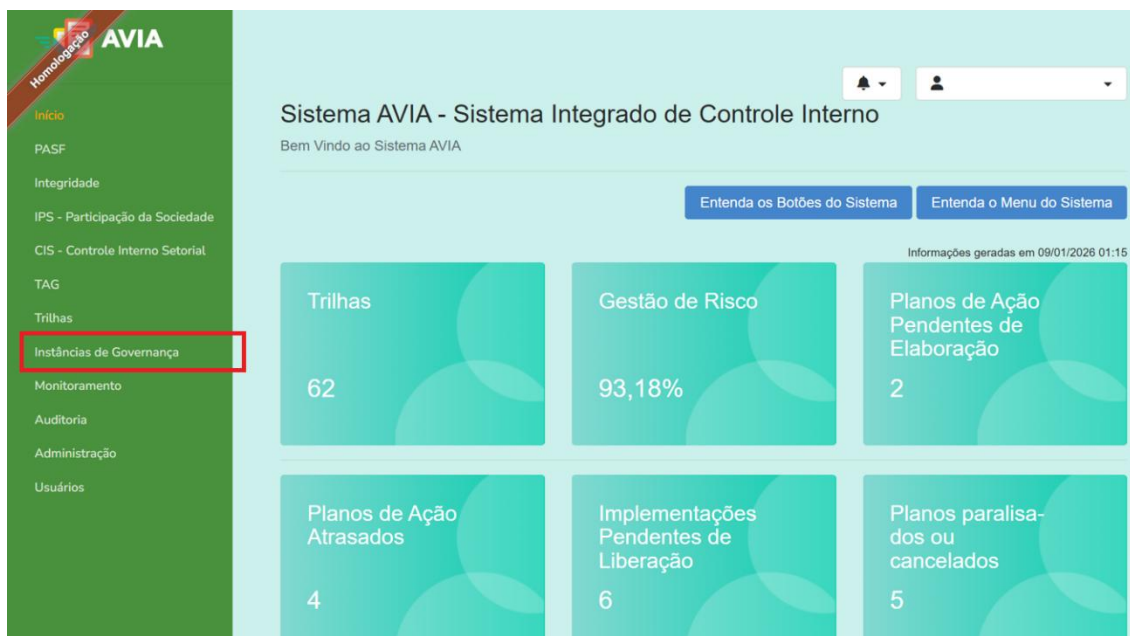 AVIA
Homologação
Início
PASF
Integridade
IPS - Participação da Sociedade
CIS - Controle Interno Setorial
TAG
Trilhas
Instâncias de Governança
Monitoramento
Auditoria
Administração
Usuários
Sistema AVIA - Sistema Integrado de Controle Interno
Bem Vindo ao Sistema AVIA
Entenda os Botões do Sistema
Entenda o Menu do Sistema
Informações geradas em 09/01/2026 01:15
Trilhas
62
Gestão de Risco
93,18%
Planos de Ação
Pendentes de
Elaboração
2
Planos de Ação
Atrasados
4
Implementações
Pendentes de
Liberação
6
Planos paralisa-
dos ou
cancelados
5